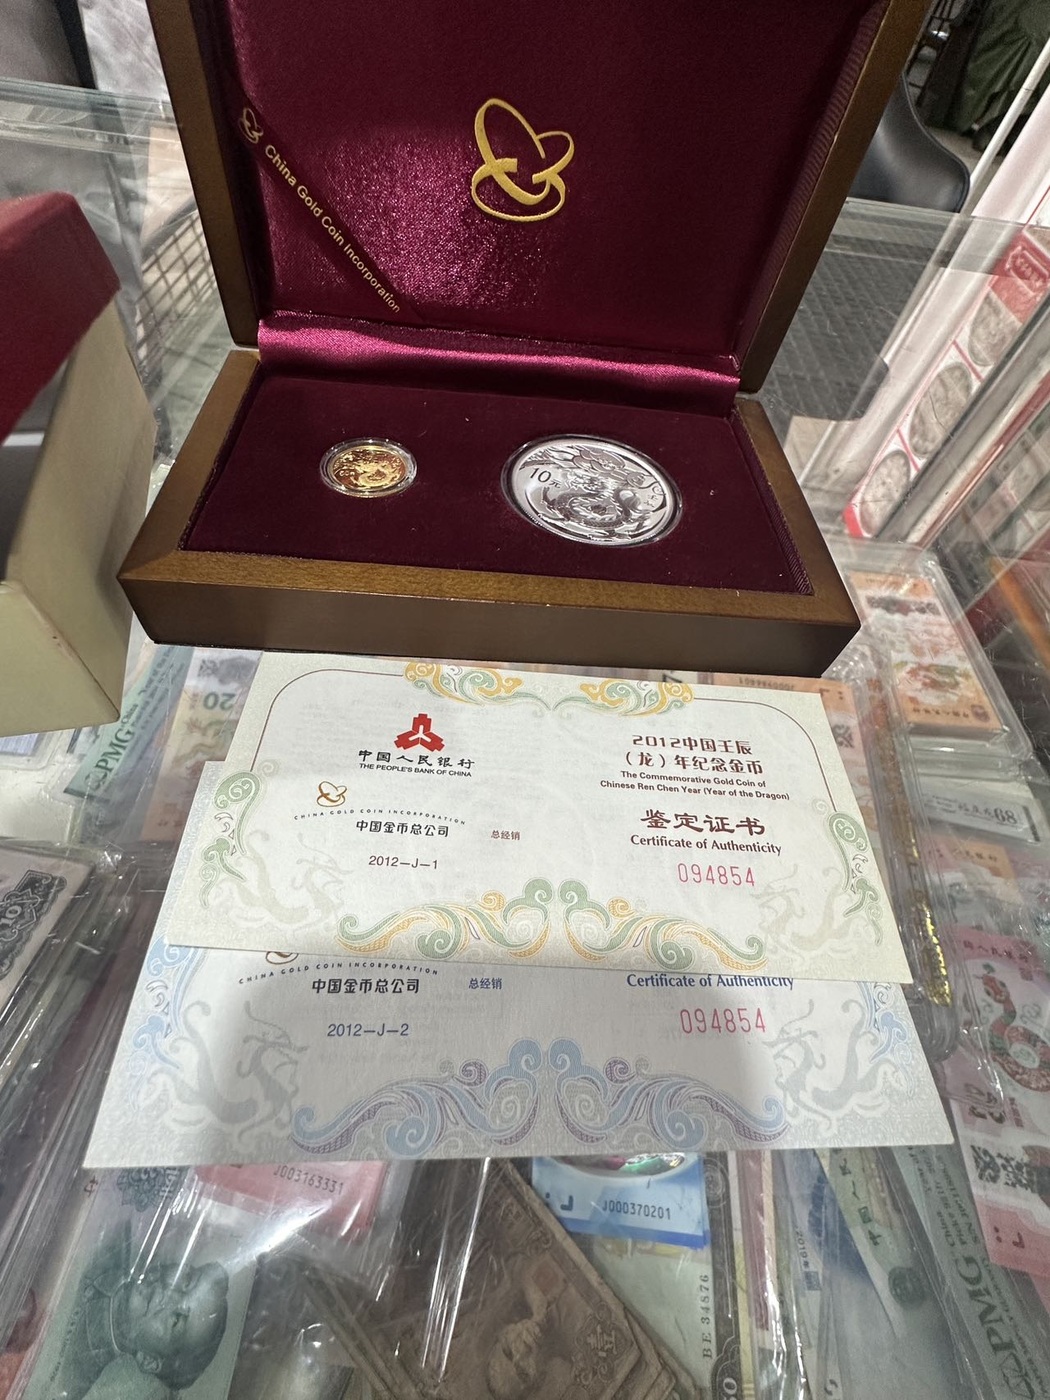 China Gold Coin Incorporation
10元
中国人民银行
THE PEOPLE'S BANK OF CHINA
CHINA GOLD COIN INCORPORATION
中国金币总公司
总经销
2012-J-1
2012中国壬辰
（龙）年纪念金币
The Commemorative Gold Coin of
Chinese Ren Chen Year (Year of the Dragon)
鉴定证书
Certificate of Authenticity
094854
CHINA GOLD COIN INCORPORATION
中国金币总公司
总经销
2012-J-2
Certificate of Authenticity
094854
PMG
20
J003163331
J000370201
BE 34876
PMG